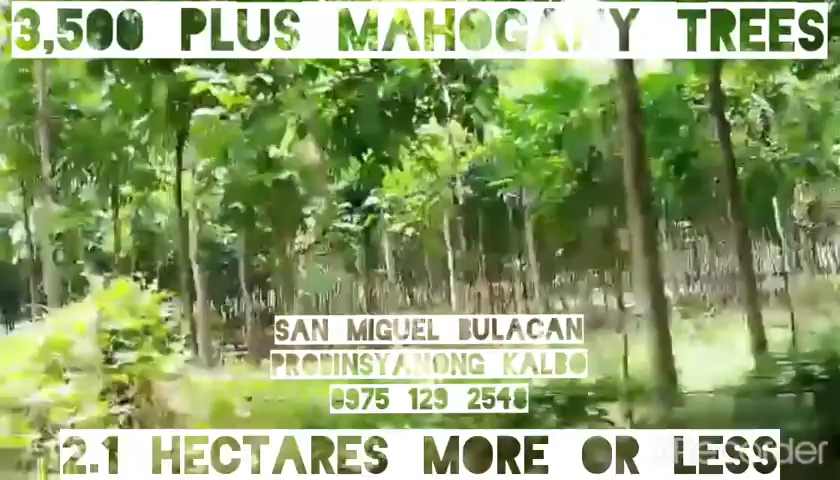 3,500 PLUS MAHOGANY TREES
SAN MIGUEL BULACAN
PROBINSYANONG KALBO
0975 129 2548
2.1 HECTARES MORE OR LESS